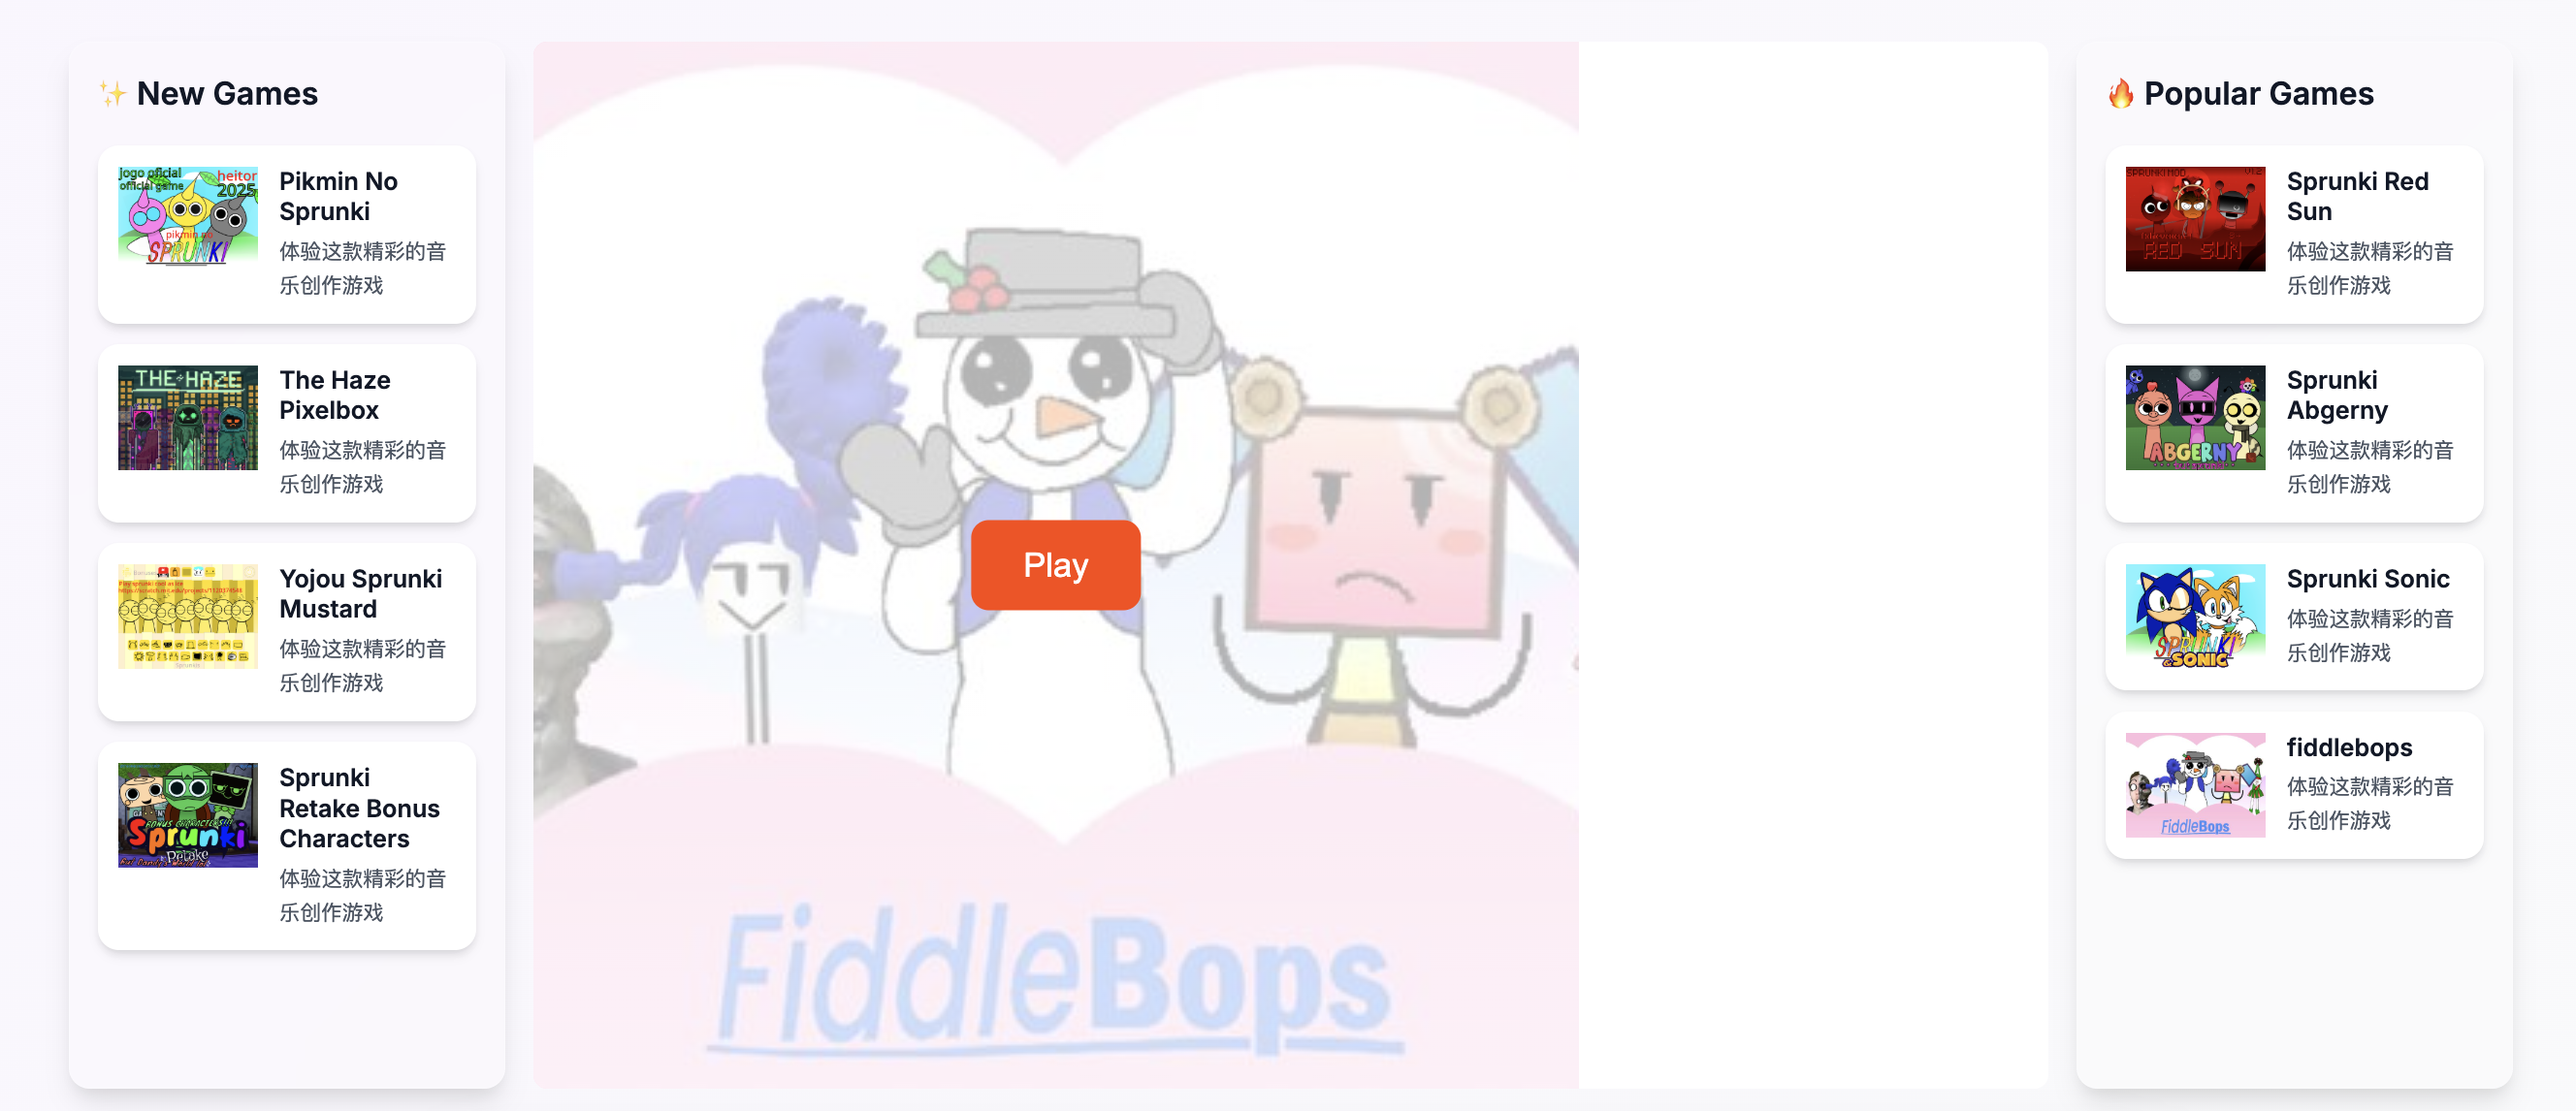 ✨ New Games
jogo oficial
official game
heitor
2025
pikmin no
SPRUNKI
Pikmin No
Sprunki
体验这款精彩的音
乐创作游戏
THE HAZE
The Haze
Pixelbox
体验这款精彩的音
乐创作游戏
Yojou Sprunki
Mustard
体验这款精彩的音
乐创作游戏
BONUS CHARACTERS!!!
Sprunki
Retake
Sprunki
Retake Bonus
Characters
体验这款精彩的音
乐创作游戏
Play
FiddleBops
🔥 Popular Games
SPRUNKI MOD
RED SUN
Sprunki Red
Sun
体验这款精彩的音
乐创作游戏
ABGERNY
Sprunki
Abgerny
体验这款精彩的音
乐创作游戏
SPRUNKI
SONIC
Sprunki Sonic
体验这款精彩的音
乐创作游戏
FiddleBops
fiddlebops
体验这款精彩的音
乐创作游戏